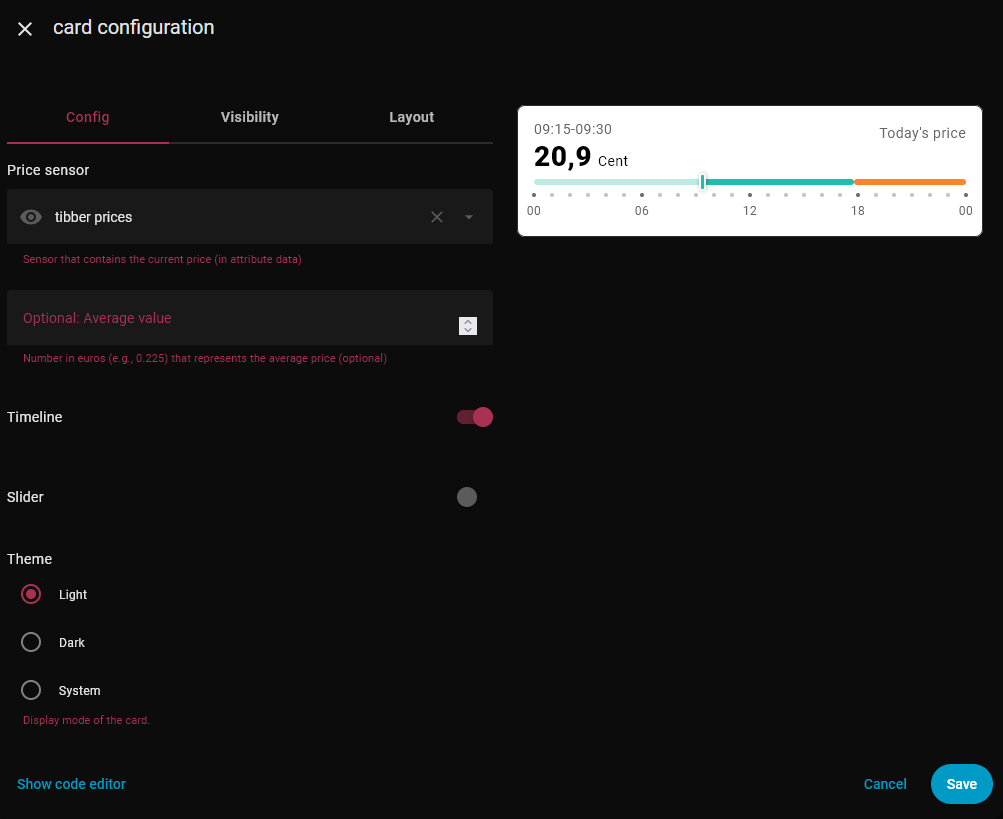 card configuration
Config
Visibility
Layout
Price sensor
tibber prices
Sensor that contains the current price (in attribute data)
Optional: Average value
Number in euros (e.g., 0.225) that represents the average price (optional)
Timeline
Slider
Theme
Light
Dark
System
Display mode of the card.
09:15-09:30
Today's price
20,9 Cent
00 06 12 18 00
Show code editor
Cancel
Save